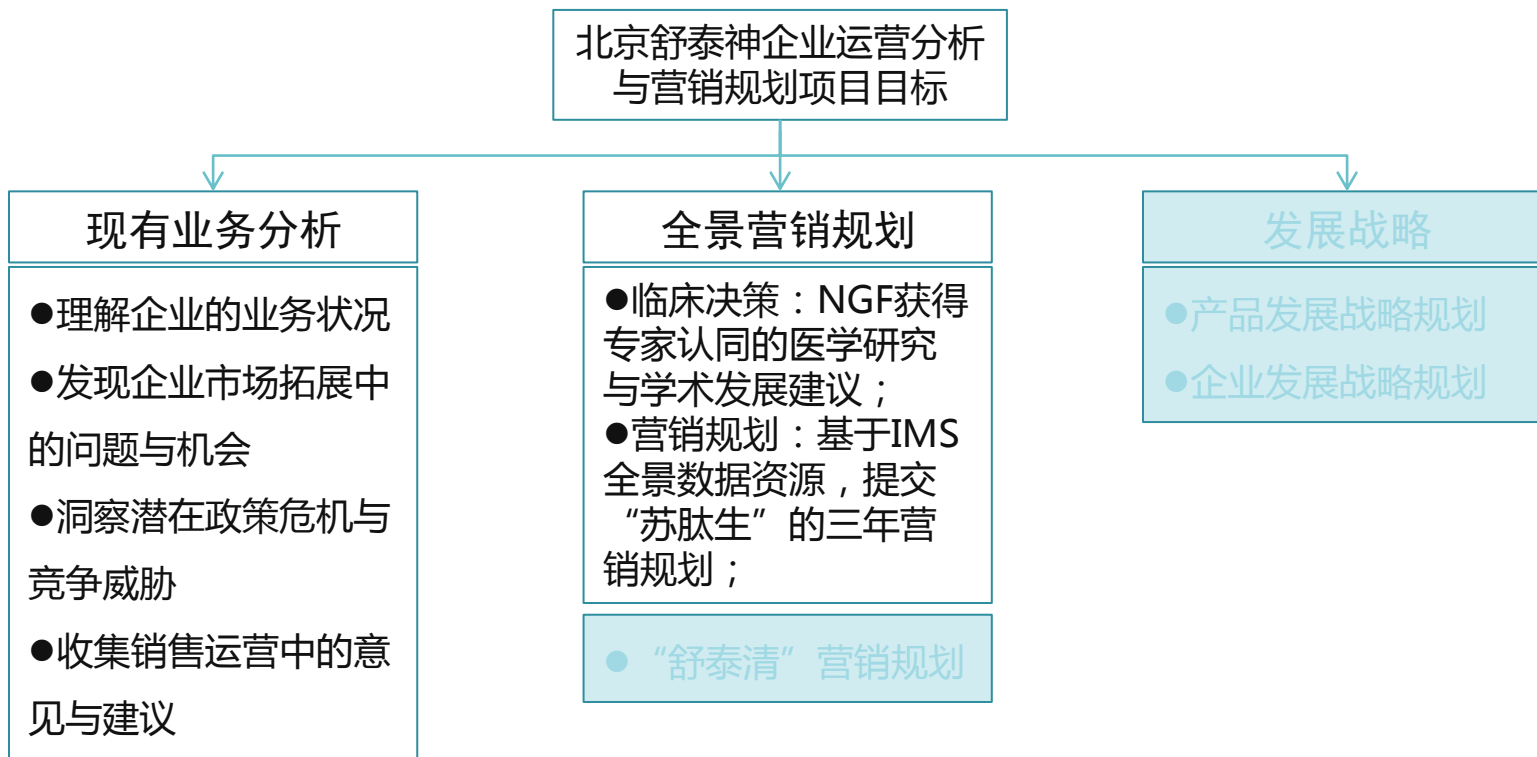 北京舒泰神企业运营分析
与营销规划项目目标
现有业务分析
●理解企业的业务状况
●发现企业市场拓展中
的问题与机会
●洞察潜在政策危机与
竞争威胁
●收集销售运营中的意
见与建议
全景营销规划
●临床决策：NGF获得
专家认同的医学研究
与学术发展建议；
●营销规划：基于IMS
全景数据资源，提交
“苏肽生”的三年营
销规划；
●“舒泰清”营销规划
发展战略
●产品发展战略规划
●企业发展战略规划